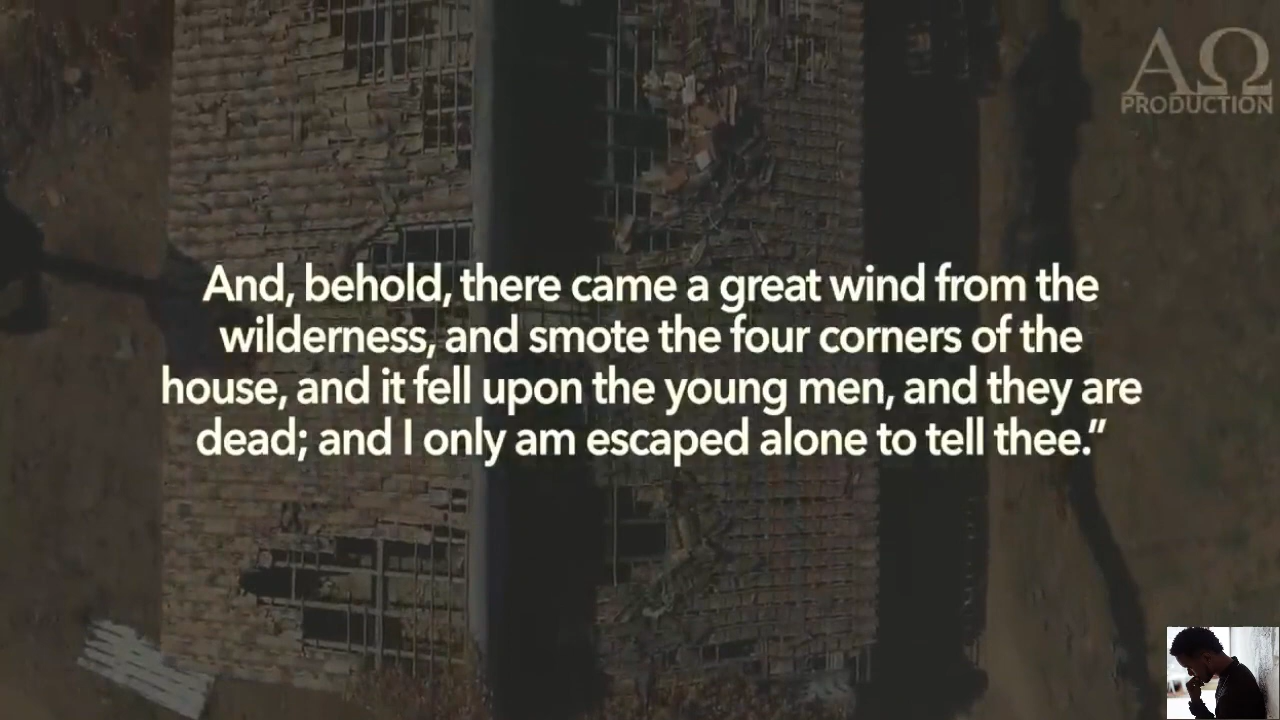 ΑΩ
PRODUCTION
And, behold, there came a great wind from the
wilderness, and smote the four corners of the
house, and it fell upon the young men, and they are
dead; and I only am escaped alone to tell thee.”